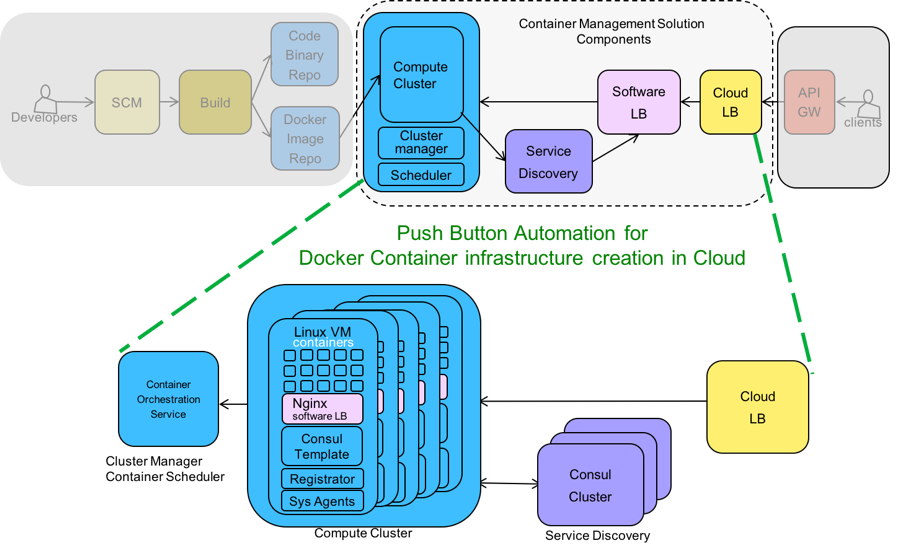 Container Management Solution
Components
Developers
SCM
Build
Code
Binary
Repo
Docker
Image
Repo
Compute
Cluster
Cluster
manager
Scheduler
Service
Discovery
Software
LB
Cloud
LB
API
GW
clients
Push Button Automation for
Docker Container infrastructure creation in Cloud
Container
Orchestration
Service
Cluster Manager
Container Scheduler
Linux VM
containers
Nginx
software LB
Consul
Template
Registrator
Sys Agents
Compute Cluster
Consul
Cluster
Service Discovery
Cloud
LB